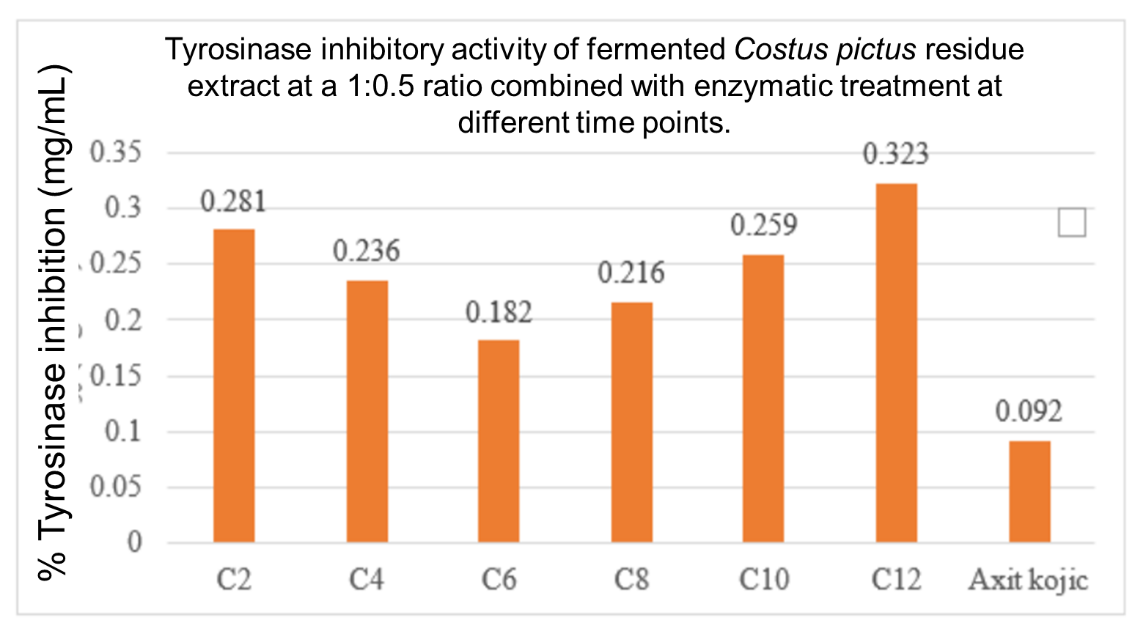 Tyrosinase inhibitory activity of fermented Costus pictus residue
extract at a 1:0.5 ratio combined with enzymatic treatment at
different time points.
% Tyrosinase inhibition (mg/mL)
0.35
0.3
0.25
0.2
0.15
0.1
0.05
0
0.281
0.236
0.182
0.216
0.259
0.323
0.092
C2
C4
C6
C8
C10
C12
Axit kojic